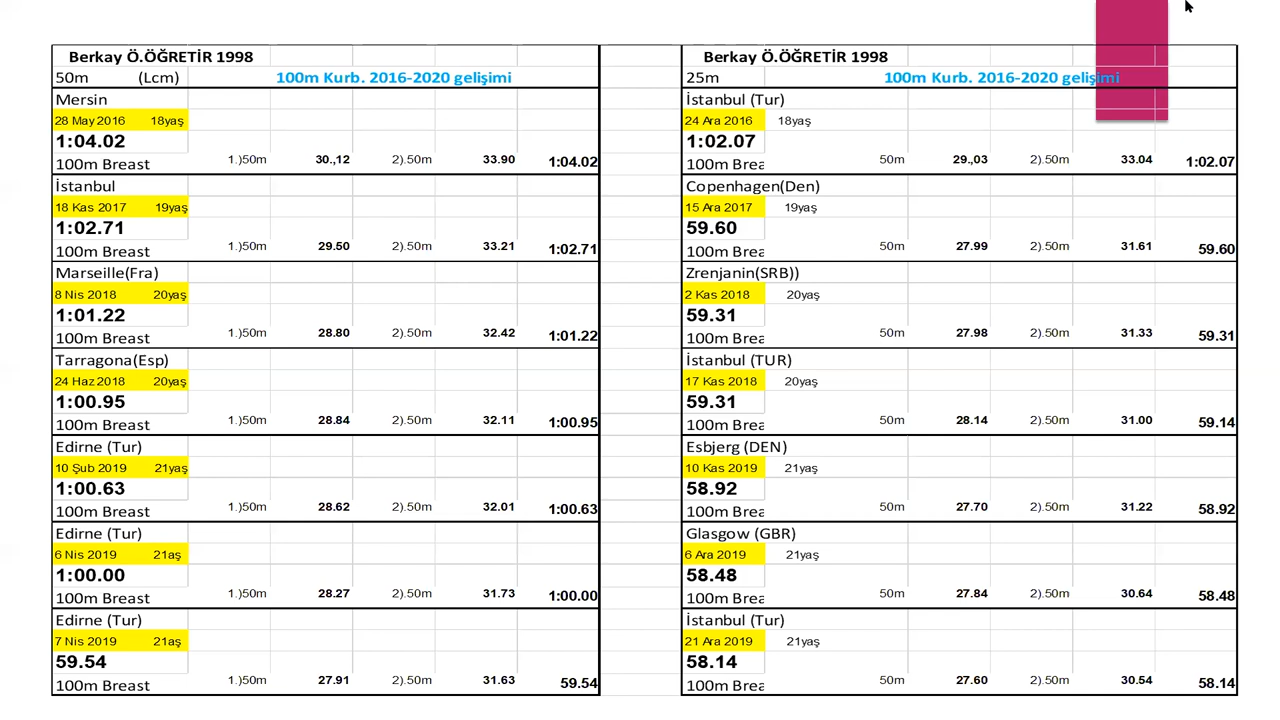 Berkay Ö.ÖĞRETİR 1998
50m (Lcm) 100m Kurb. 2016-2020 gelişimi
Mersin
28 May 2016 18yaş
1:04.02
100m Breast 1.)50m 30.,12 2).50m 33.90 1:04.02
İstanbul
18 Kas 2017 19yaş
1:02.71
100m Breast 1.)50m 29.50 2).50m 33.21 1:02.71
Marseille(Fra)
8 Nis 2018 20yaş
1:01.22
100m Breast 1.)50m 28.80 2).50m 32.42 1:01.22
Tarragona(Esp)
24 Haz 2018 20yaş
1:00.95
100m Breast 1.)50m 28.84 2).50m 32.11 1:00.95
Edirne (Tur)
10 Şub 2019 21yaş
1:00.63
100m Breast 1.)50m 28.62 2).50m 32.01 1:00.63
Edirne (Tur)
6 Nis 2019 21aş
1:00.00
100m Breast 1.)50m 28.27 2).50m 31.73 1:00.00
Edirne (Tur)
7 Nis 2019 21aş
59.54
100m Breast 1.)50m 27.91 2).50m 31.63 59.54
Berkay Ö.ÖĞRETİR 1998
25m 100m Kurb. 2016-2020 gelişimi
İstanbul (Tur)
24 Ara 2016 18yaş
1:02.07
100m Brea 50m 29.,03 2).50m 33.04 1:02.07
Copenhagen(Den)
15 Ara 2017 19yaş
59.60
100m Brea 50m 27.99 2).50m 31.61 59.60
Zrenjanin(SRB))
2 Kas 2018 20yaş
59.31
100m Brea 50m 27.98 2).50m 31.33 59.31
İstanbul (TUR)
17 Kas 2018 20yaş
59.31
100m Brea 50m 28.14 2).50m 31.00 59.14
Esbjerg (DEN)
10 Kas 2019 21yaş
58.92
100m Brea 50m 27.70 2).50m 31.22 58.92
Glasgow (GBR)
6 Ara 2019 21yaş
58.48
100m Brea 50m 27.84 2).50m 30.64 58.48
İstanbul (Tur)
21 Ara 2019 21yaş
58.14
100m Brea 50m 27.60 2).50m 30.54 58.14